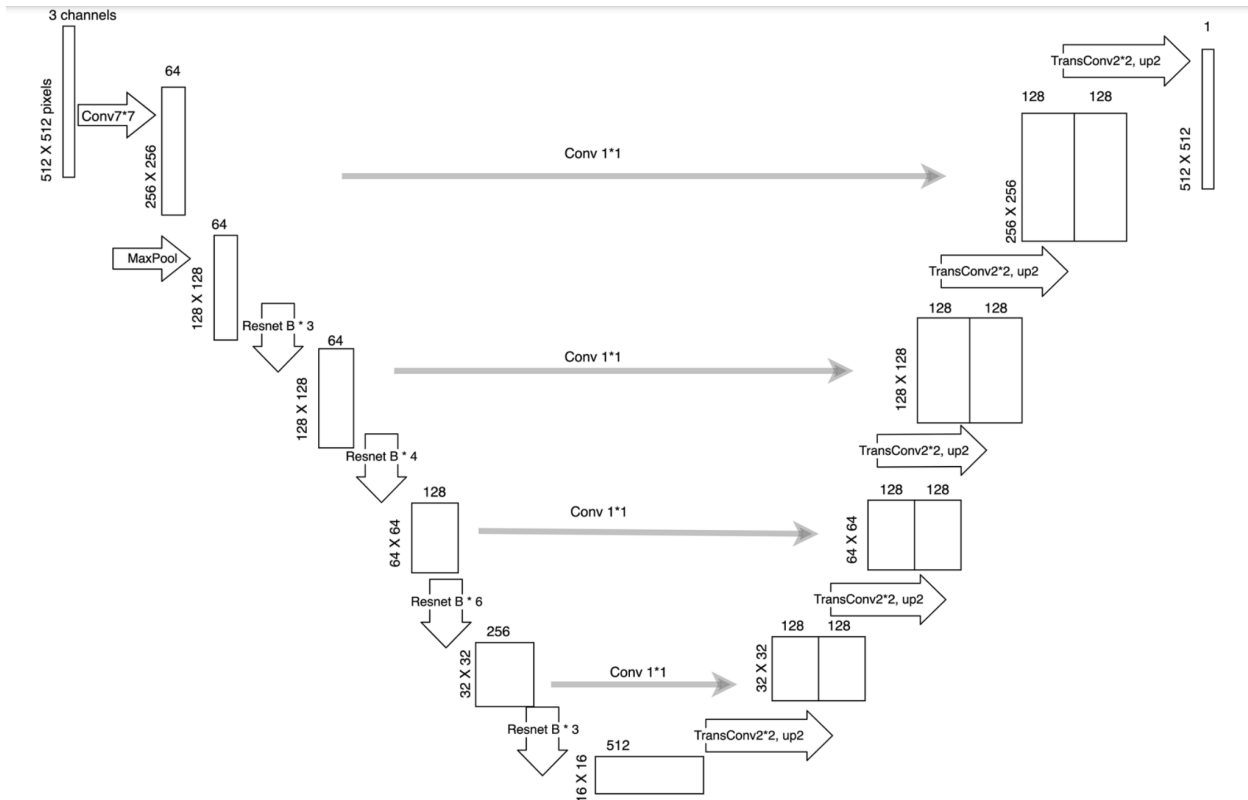 3 channels
512 X 512 pixels
Conv7*7
64
256 X 256
MaxPool
64
128 X 128
Resnet B * 3
64
128 X 128
Resnet B * 4
128
64 X 64
Resnet B * 6
256
32 X 32
Resnet B * 3
512
16 X 16
Conv 1*1
Conv 1*1
Conv 1*1
Conv 1*1
TransConv2*2, up2
128 128
32 X 32
TransConv2*2, up2
128 128
64 X 64
TransConv2*2, up2
128 128
128 X 128
TransConv2*2, up2
128 128
256 X 256
TransConv2*2, up2
1
512 X 512